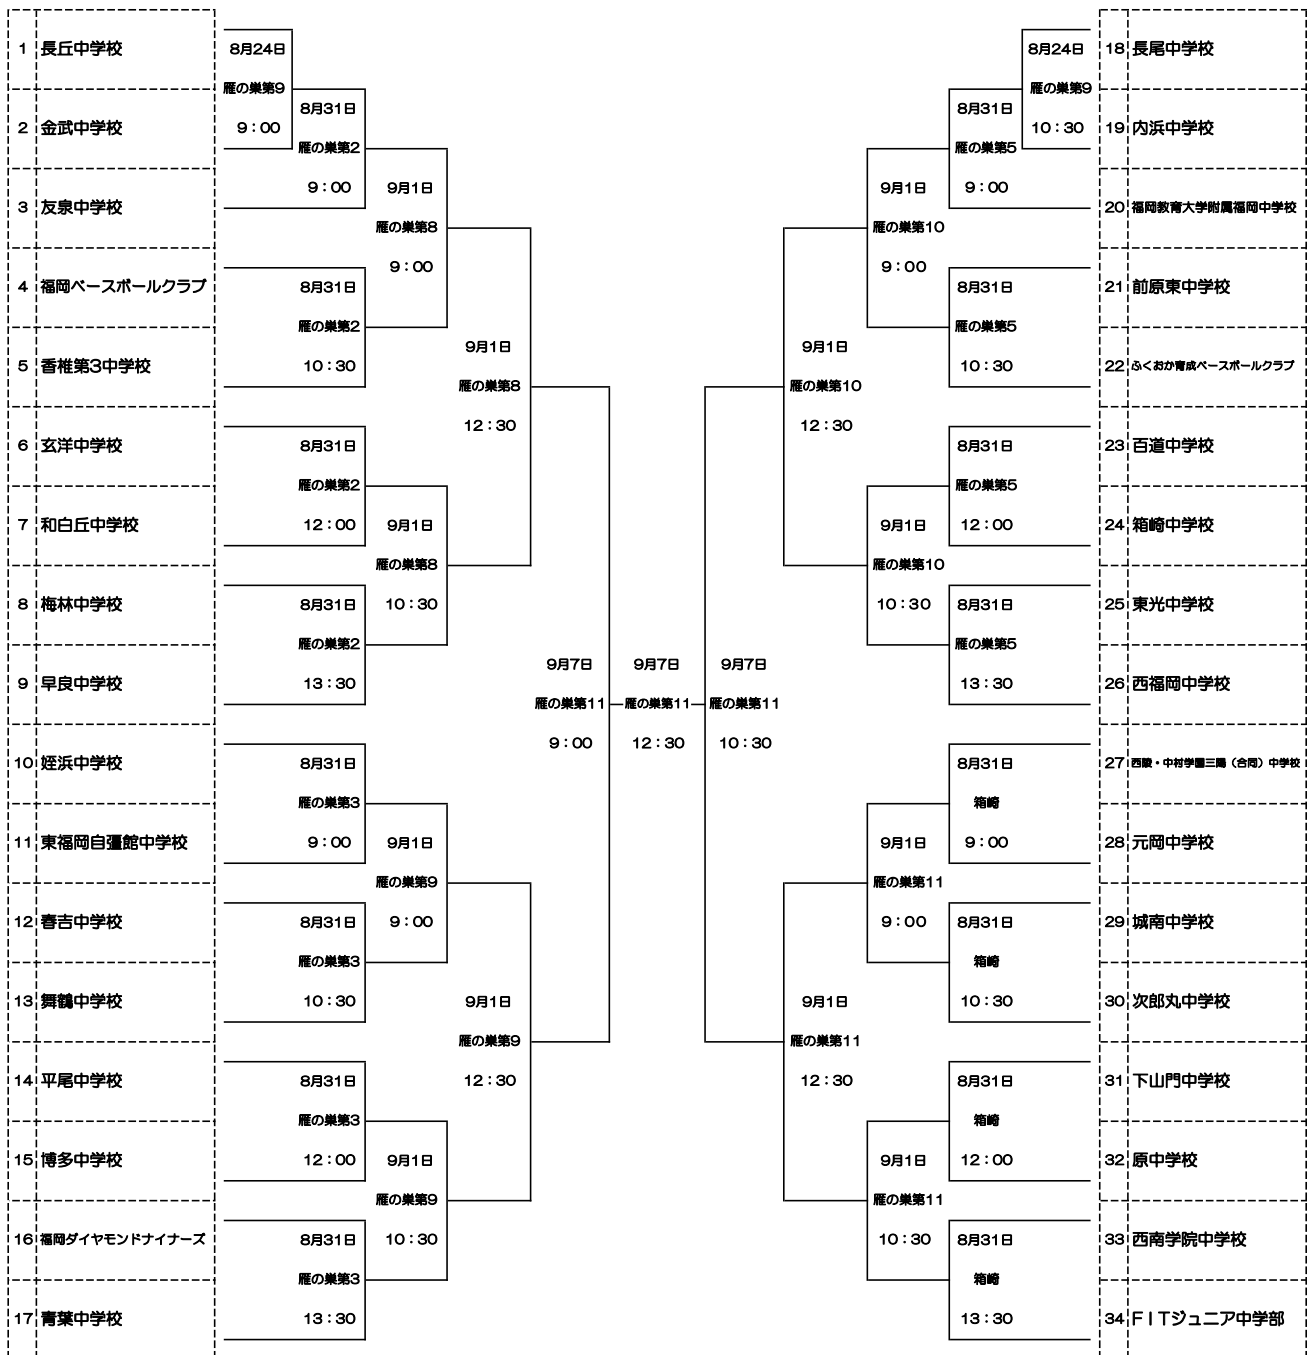 1 長丘中学校
2 金武中学校
3 友泉中学校
4 福岡ベースボールクラブ
5 香椎第3中学校
6 玄洋中学校
7 和白丘中学校
8 梅林中学校
9 早良中学校
10 姪浜中学校
11 東福岡自彊館中学校
12 春吉中学校
13 舞鶴中学校
14 平尾中学校
15 博多中学校
16 福岡ダイヤモンドナイナーズ
17 青葉中学校
8月24日
雁の巣第9
9:00
8月31日
雁の巣第2
9:00
8月31日
雁の巣第2
10:30
8月31日
雁の巣第2
12:00
8月31日
雁の巣第2
13:30
8月31日
雁の巣第3
9:00
8月31日
雁の巣第3
10:30
8月31日
雁の巣第3
12:00
8月31日
雁の巣第3
13:30
9月1日
雁の巣第8
9:00
9月1日
雁の巣第8
10:30
9月1日
雁の巣第9
9:00
9月1日
雁の巣第9
10:30
9月1日
雁の巣第8
12:30
9月1日
雁の巣第9
12:30
9月7日
雁の巣第11
9:00
9月7日
雁の巣第11
12:30
9月7日
雁の巣第11
10:30
9月1日
雁の巣第10
12:30
9月1日
雁の巣第11
12:30
9月1日
雁の巣第10
9:00
9月1日
雁の巣第10
10:30
9月1日
雁の巣第11
9:00
9月1日
雁の巣第11
10:30
8月31日
雁の巣第5
9:00
8月31日
雁の巣第5
10:30
8月31日
雁の巣第5
12:00
8月31日
雁の巣第5
13:30
8月31日
箱崎
9:00
8月31日
箱崎
10:30
8月31日
箱崎
12:00
8月31日
箱崎
13:30
8月24日
雁の巣第9
10:30
18 長尾中学校
19 内浜中学校
20 福岡教育大学附属福岡中学校
21 前原東中学校
22 ふくおか育成ベースボールクラブ
23 百道中学校
24 箱崎中学校
25 東光中学校
26 西福岡中学校
27 西陵・中村学園三陽（合同）中学校
28 元岡中学校
29 城南中学校
30 次郎丸中学校
31 下山門中学校
32 原中学校
33 西南学院中学校
34 FITジュニア中学部